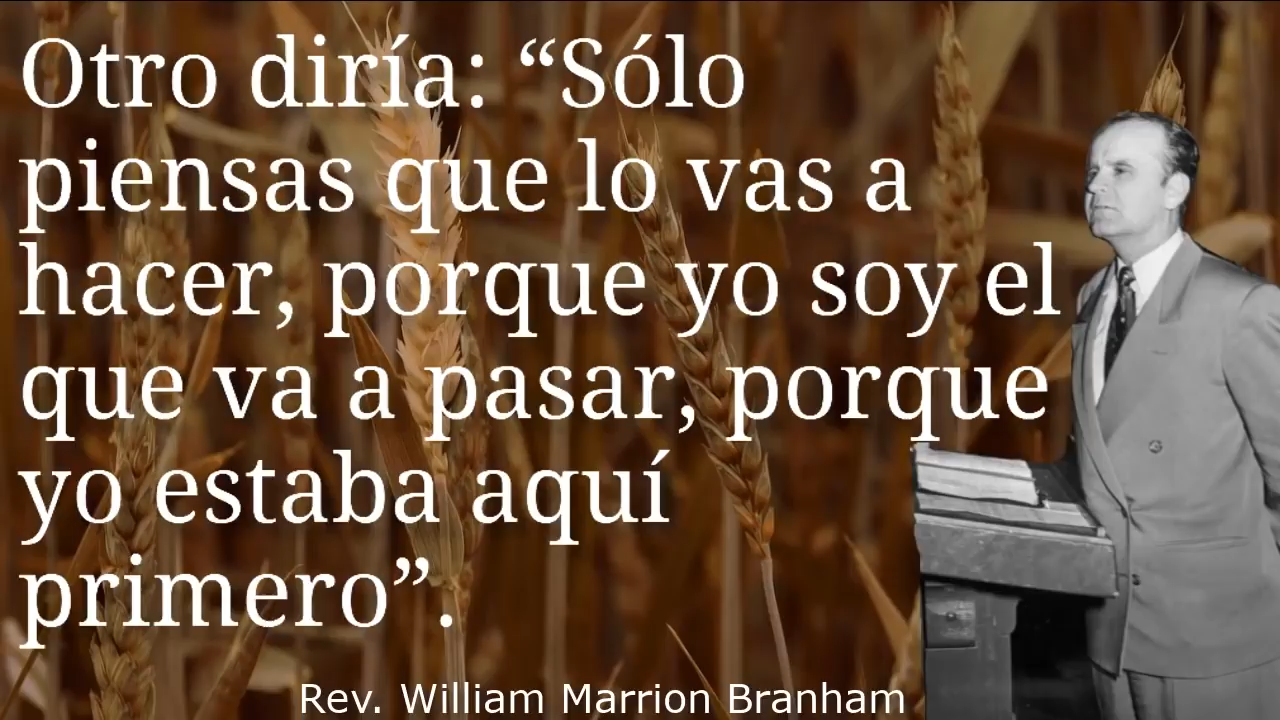 Otro diría: “Sólo
piensas que lo vas a
hacer, porque yo soy el
que va a pasar, porque
yo estaba aquí
primero”.
Rev. William Marrion Branham